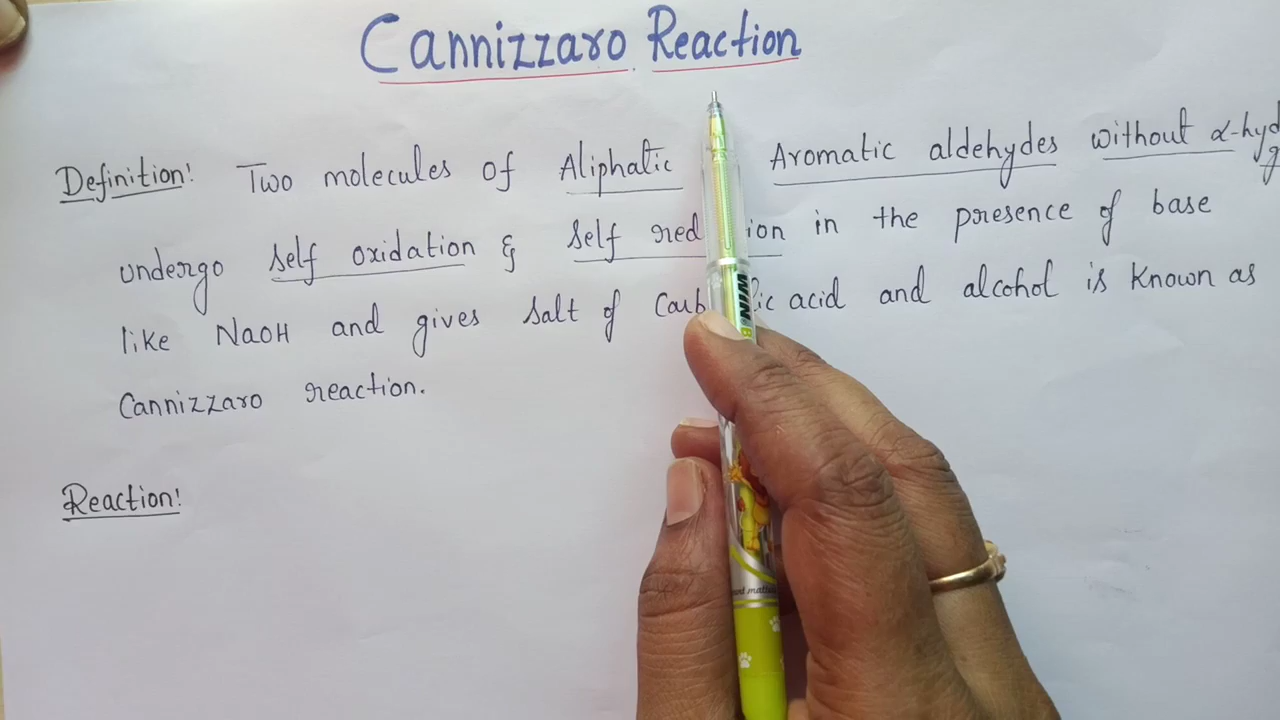 Cannizzaro Reaction
Definition: Two molecules of Aliphatic Aromatic aldehydes without α-hyd
undergo self oxidation & self red ion in the presence of base
like NaOH and gives salt of Carb ic acid and alcohol is known as
Cannizzaro reaction.
Reaction: